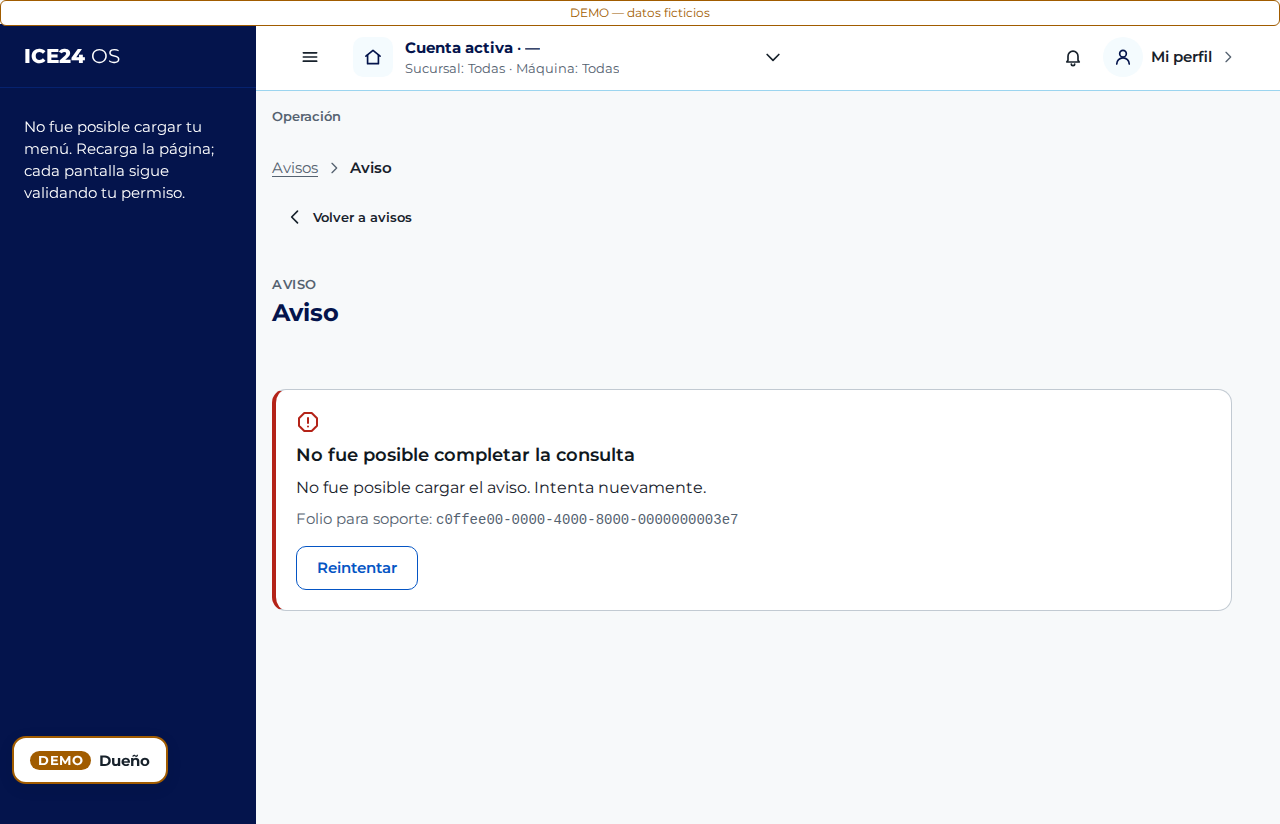 DEMO — datos ficticios
ICE24 OS
Cuenta activa · —
Sucursal: Todas · Máquina: Todas
Mi perfil
No fue posible cargar tu
menú. Recarga la página;
cada pantalla sigue
validando tu permiso.
Operación
Avisos > Aviso
Volver a avisos
AVISO
Aviso
No fue posible completar la consulta
No fue posible cargar el aviso. Intenta nuevamente.
Folio para soporte: c0ffee00-0000-4000-8000-0000000003e7
Reintentar
DEMO Dueño